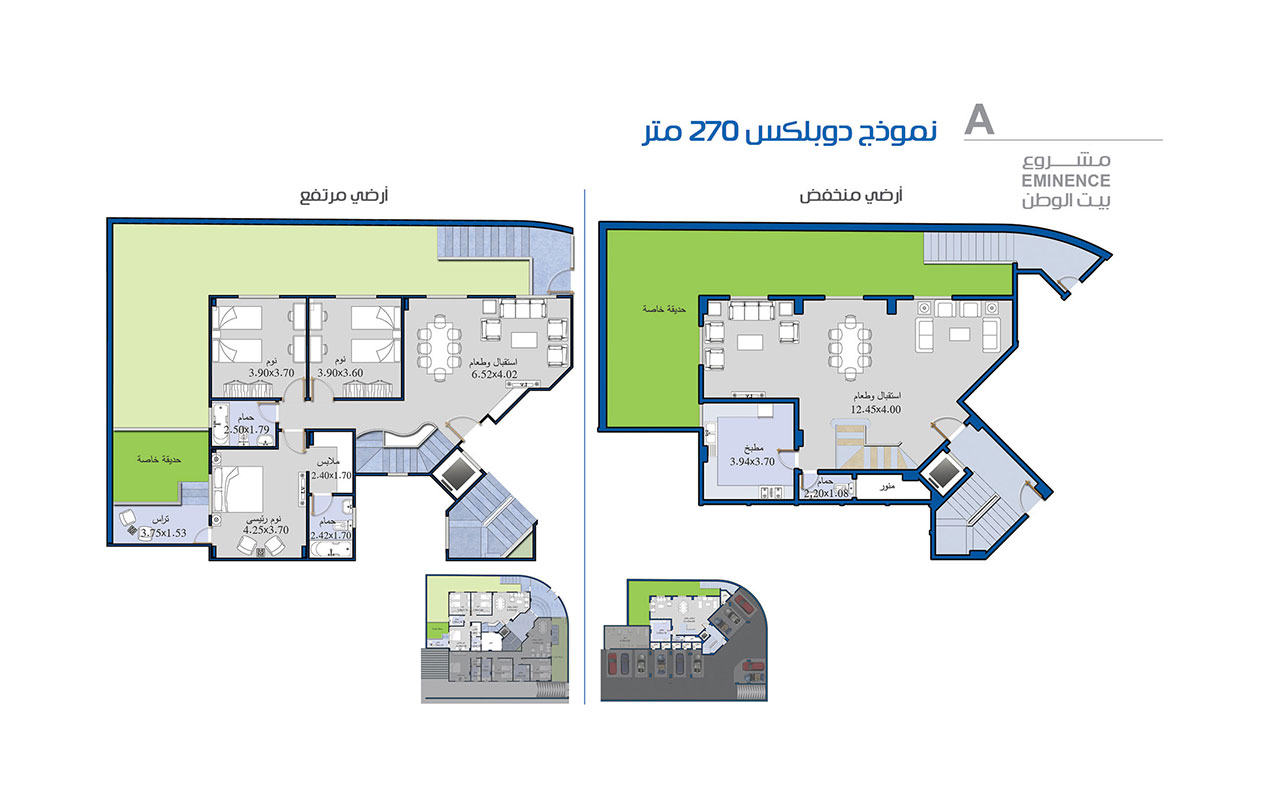 A
نموذج دوبلكس 270 متر
مشروع
EMINENCE
بيت الوطن
أرضي منخفض
أرضي مرتفع
حديقة خاصة
استقبال وطعام
12.45x4.00
مطبخ
3.94x3.70
حمام
2.20x1.08
منور
T.V
نوم
3.90x3.70
نوم
3.90x3.60
استقبال وطعام
6.52x4.02
T.V
حمام
2.50x1.79
حديقة خاصة
ملابس
2.40x1.70
نوم رئيسى
4.25x3.70
تراس
3.75x1.53
حمام
2.42x1.70